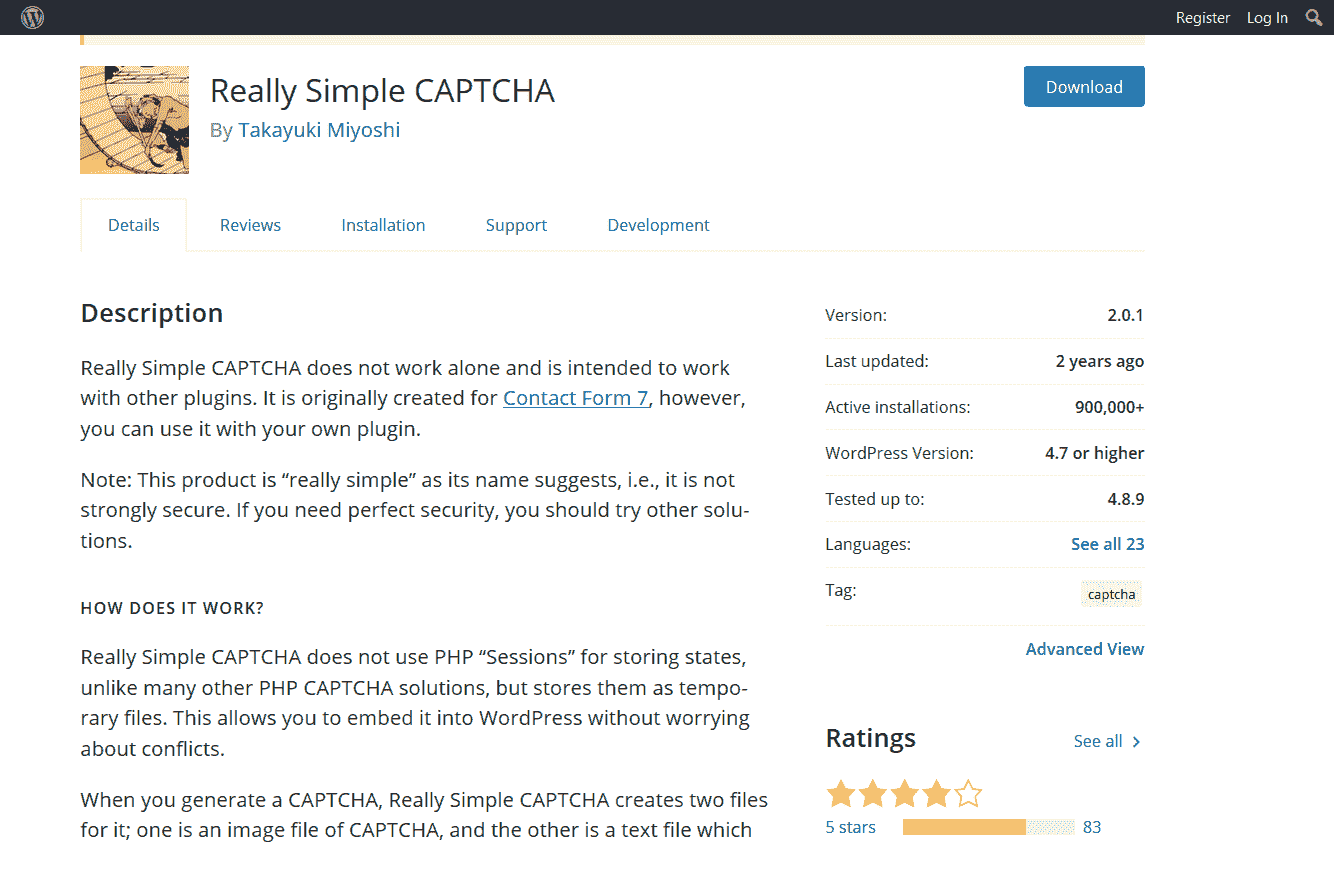 Register Log In
Really Simple CAPTCHA
Download
By Takayuki Miyoshi
Details Reviews Installation Support Development
Description
Really Simple CAPTCHA does not work alone and is intended to work
with other plugins. It is originally created for Contact Form 7, however,
you can use it with your own plugin.
Note: This product is “really simple” as its name suggests, i.e., it is not
strongly secure. If you need perfect security, you should try other solu-
tions.
HOW DOES IT WORK?
Really Simple CAPTCHA does not use PHP “Sessions” for storing states,
unlike many other PHP CAPTCHA solutions, but stores them as tempo-
rary files. This allows you to embed it into WordPress without worrying
about conflicts.
When you generate a CAPTCHA, Really Simple CAPTCHA creates two files
for it; one is an image file of CAPTCHA, and the other is a text file which
Version: 2.0.1
Last updated: 2 years ago
Active installations: 900,000+
WordPress Version: 4.7 or higher
Tested up to: 4.8.9
Languages: See all 23
Tag: captcha
Advanced View
Ratings See all
5 stars 83